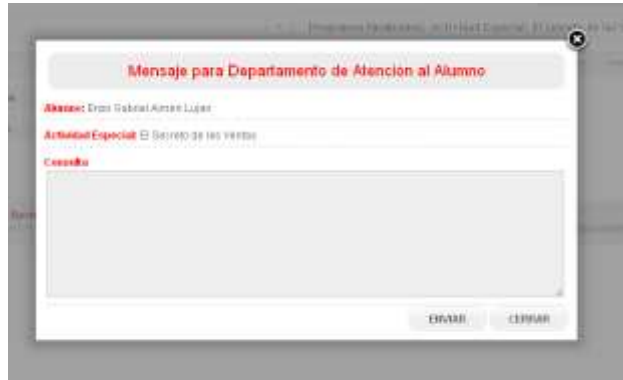 Mensaje para Departamento de Atención al Alumno
Alumno: Enzo Gabriel Lujan
Actividad Especial: El Secreto de las Ventas
Consulta
ENVIAR CERRAR